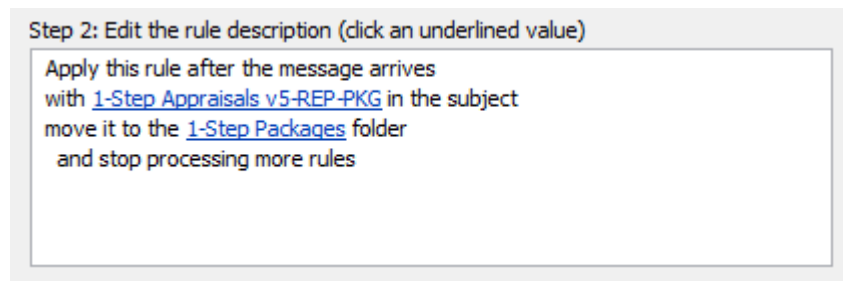 Step 2: Edit the rule description (click an underlined value)
Apply this rule after the message arrives
with 1-Step Appraisals v5-REP-PKG in the subject
move it to the 1-Step Packages folder
and stop processing more rules